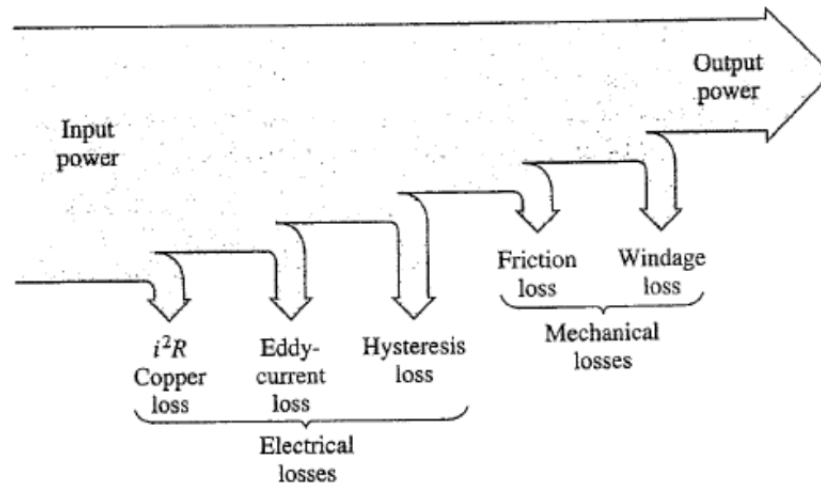 Output
power
Input
power
Friction
loss
Windage
loss
Mechanical
losses
i²R
Copper
loss
Eddy-
current
loss
Hysteresis
loss
Electrical
losses